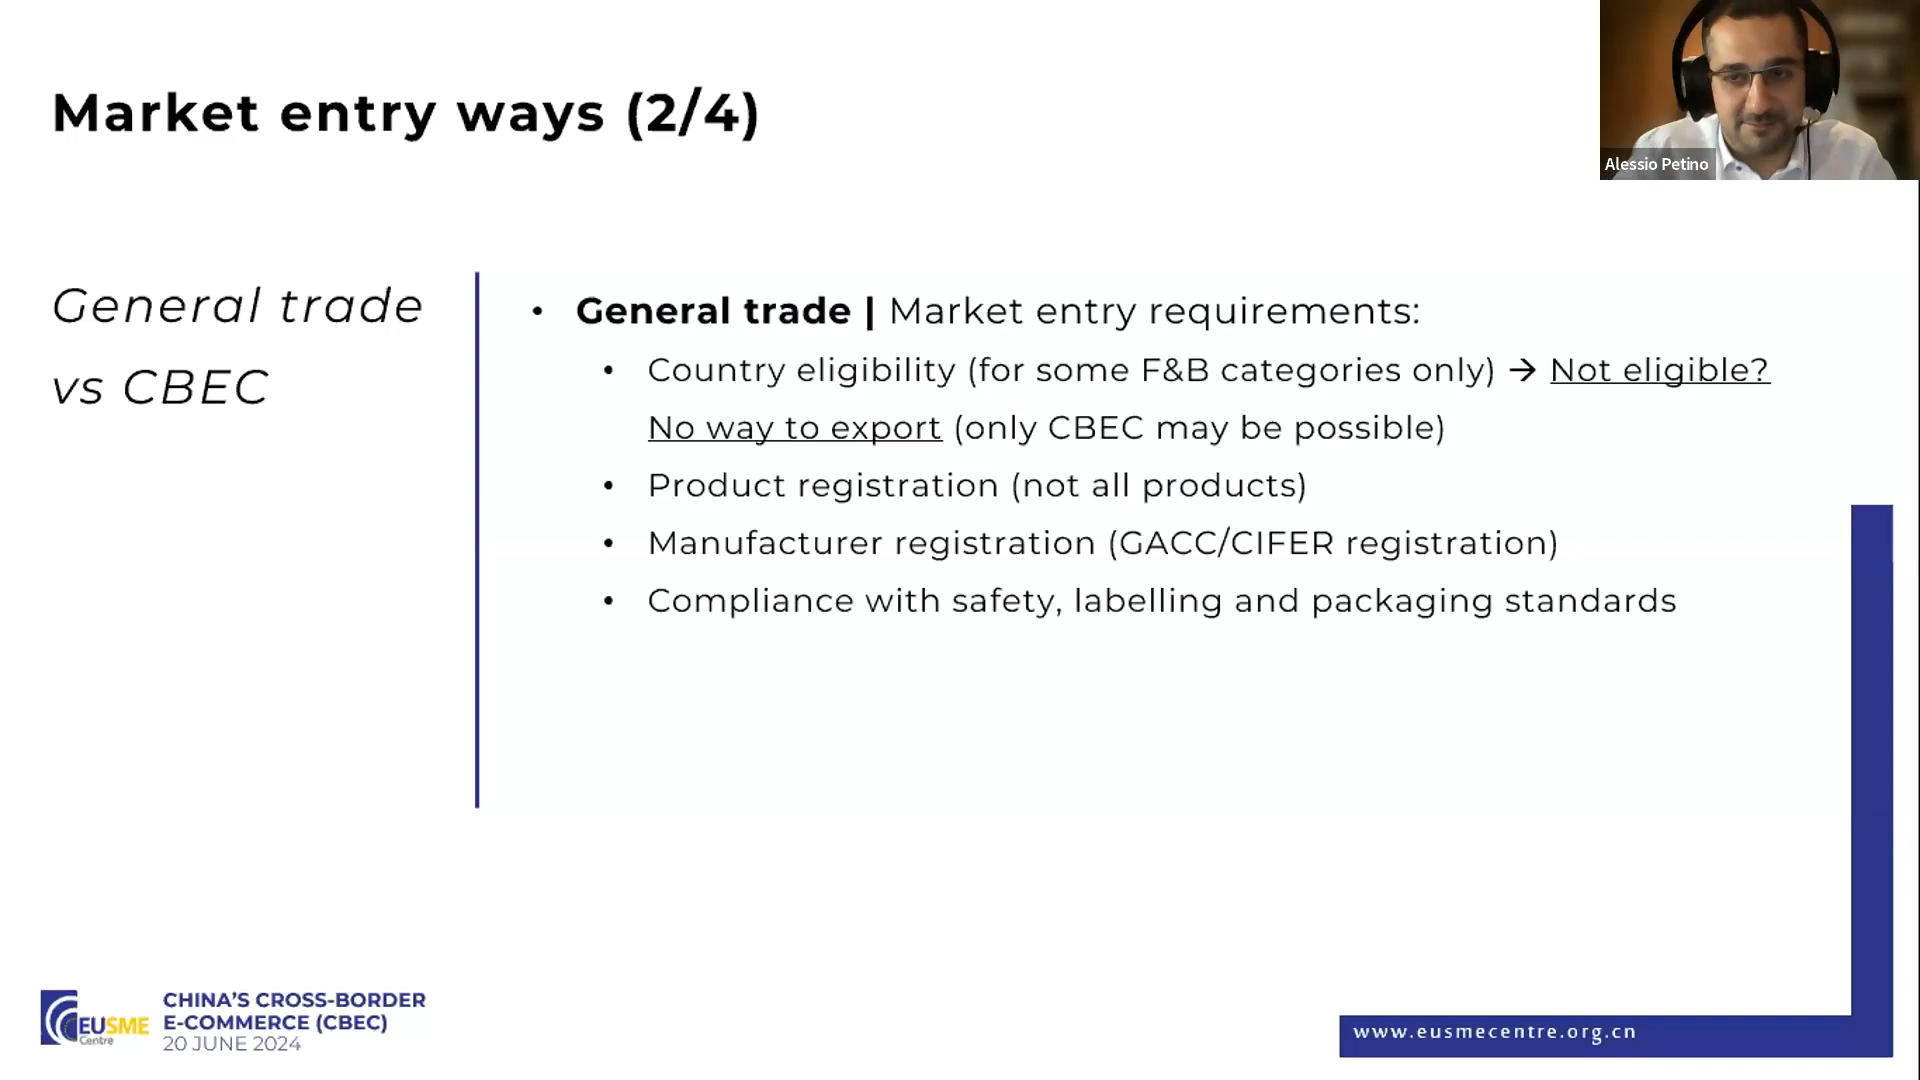 Market entry ways (2/4)
Alessio Petino
General trade
vs CBEC
• General trade | Market entry requirements:
• Country eligibility (for some F&B categories only) → Not eligible?
No way to export (only CBEC may be possible)
• Product registration (not all products)
• Manufacturer registration (GACC/CIFER registration)
• Compliance with safety, labelling and packaging standards
EUSME
Centre
CHINA'S CROSS-BORDER
E-COMMERCE (CBEC)
20 JUNE 2024
www.eusmecentre.org.cn